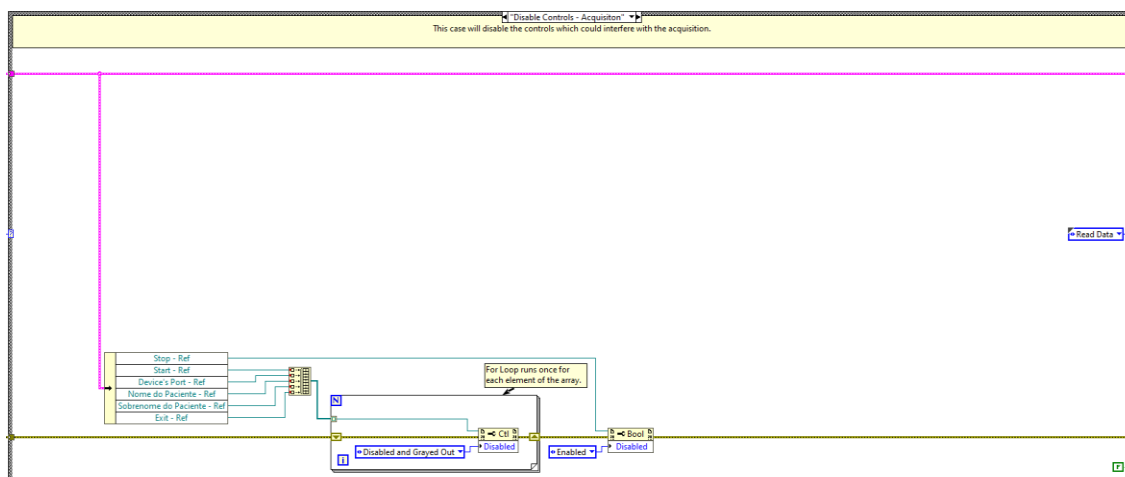 "Disable Controls - Acquisiton"
This case will disable the controls which could interfere with the acquisition.
Read Data
Stop - Ref
Start - Ref
Device's Port - Ref
Nome do Paciente - Ref
Sobrenome do Paciente - Ref
Exit - Ref
For Loop runs once for
each element of the array.
N
Ctl
Disabled
Disabled and Grayed Out
i
Bool
Disabled
Enabled
F